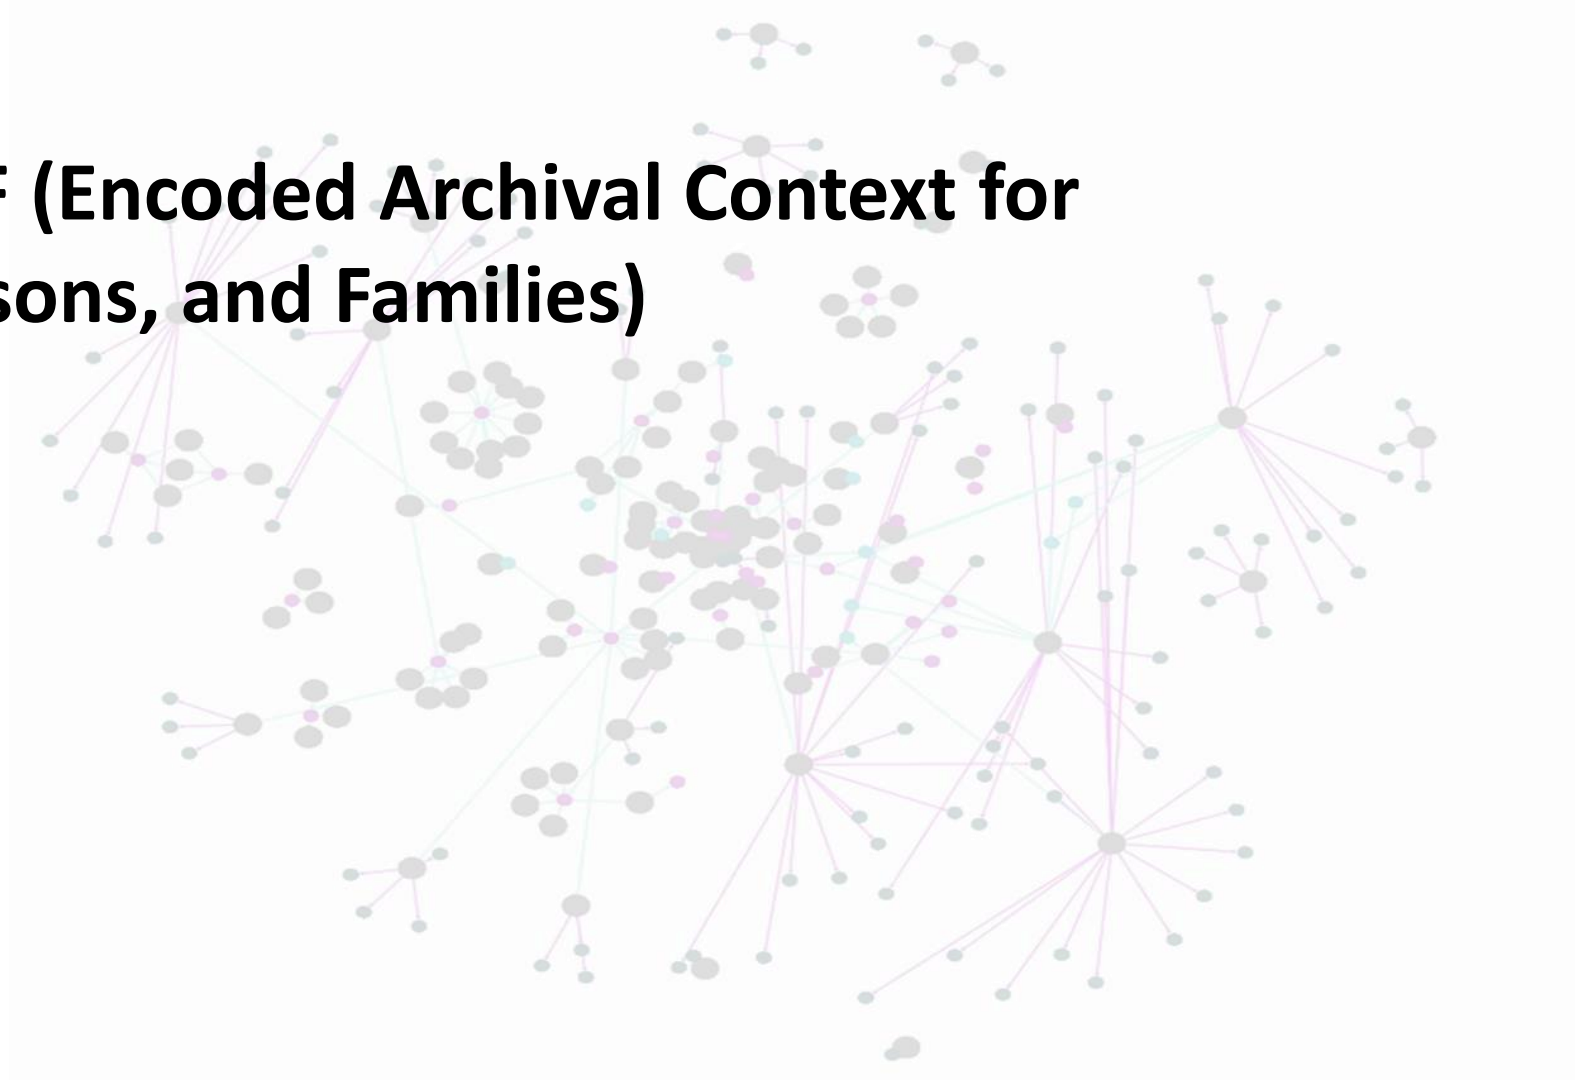 F (Encoded Archival Context for
sons, and Families)